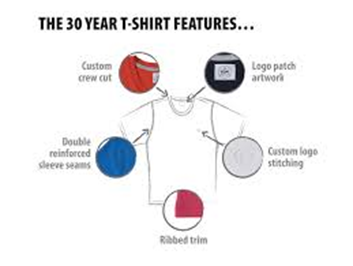 THE 30 YEAR T-SHIRT FEATURES...
Custom
crew cut
Logo patch
artwork
Double
reinforced
sleeve seams
Custom logo
stitching
Ribbed trim